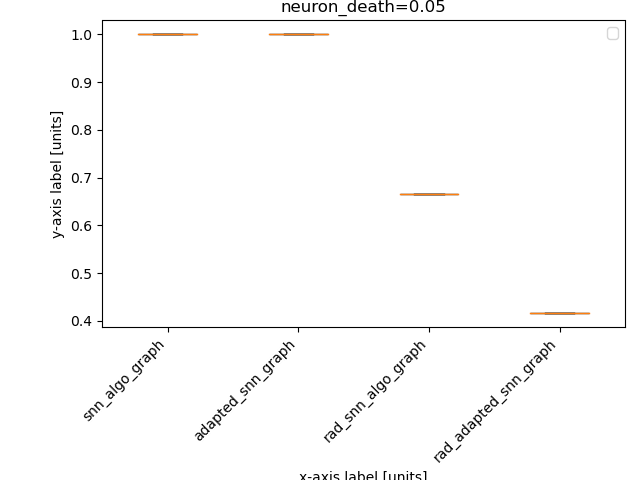 neuron_death=0.05
1.0
0.9
0.8
0.7
0.6
0.5
0.4
y-axis label [units]
snn_algo_graph
adapted_snn_graph
rad_snn_algo_graph
rad_adapted_snn_graph
x-axis label [units]